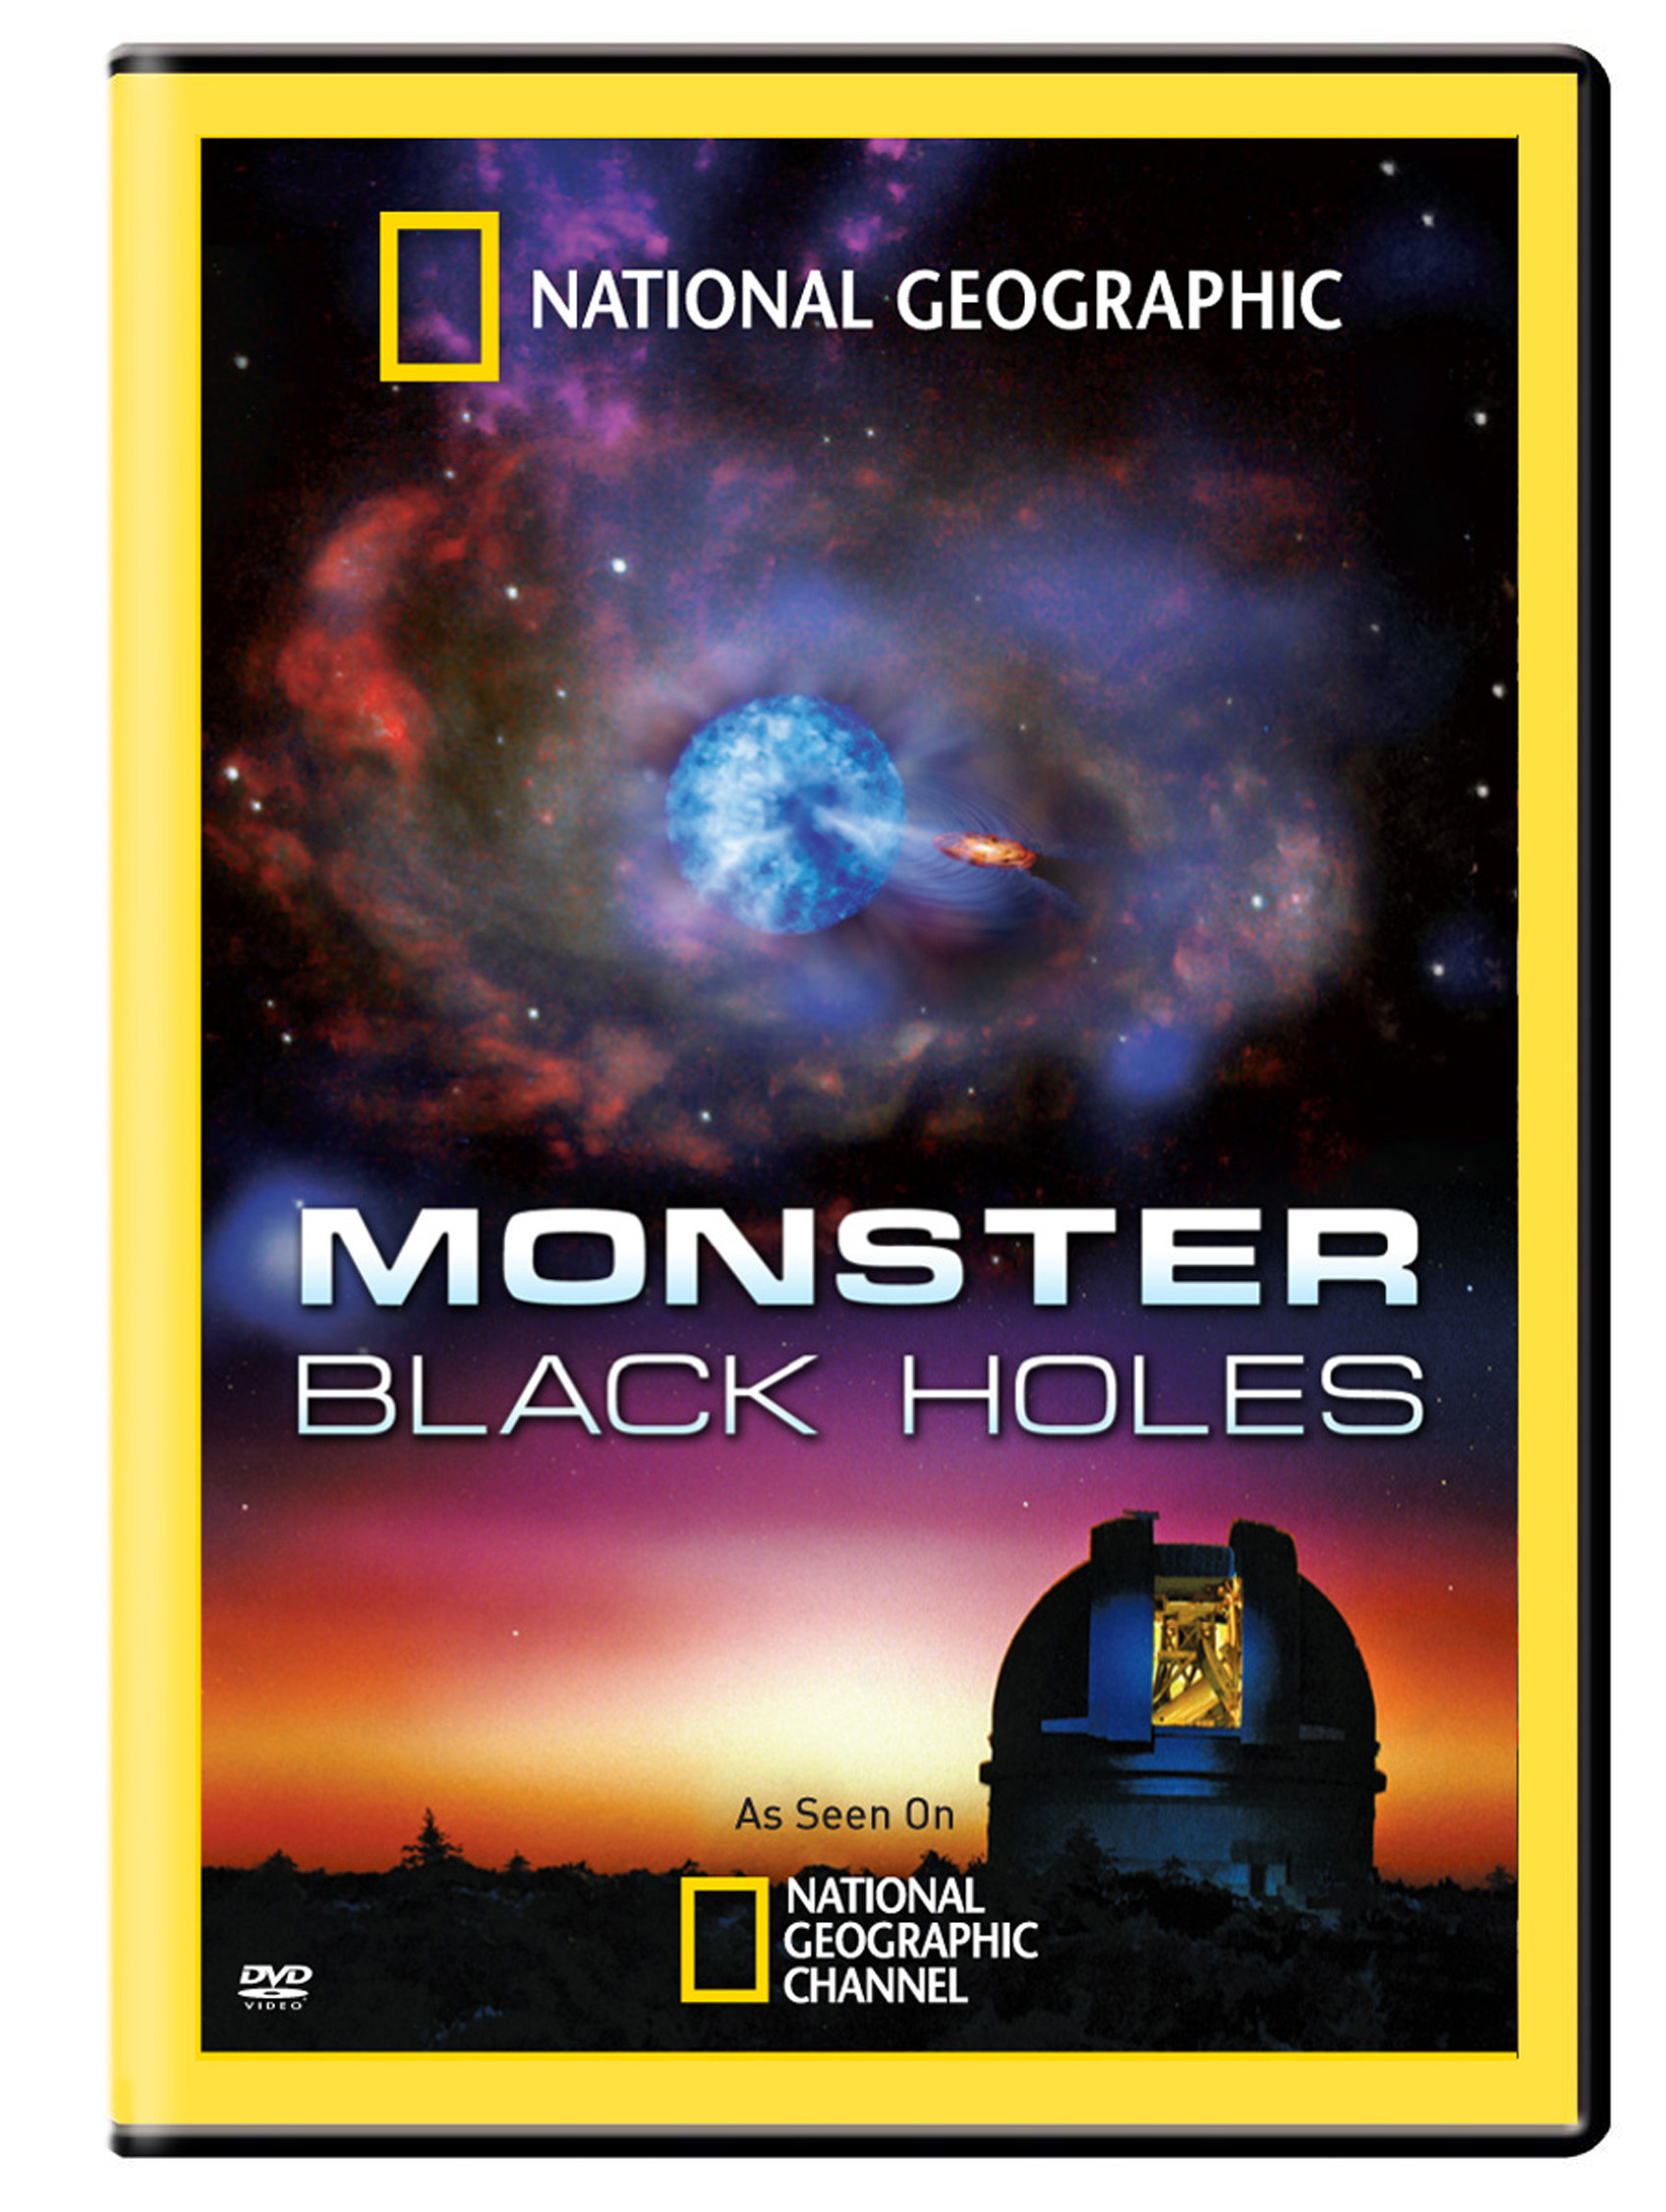 NATIONAL GEOGRAPHIC
MONSTER
BLACK HOLES
As Seen On
NATIONAL
GEOGRAPHIC
CHANNEL
DVD
VIDEO